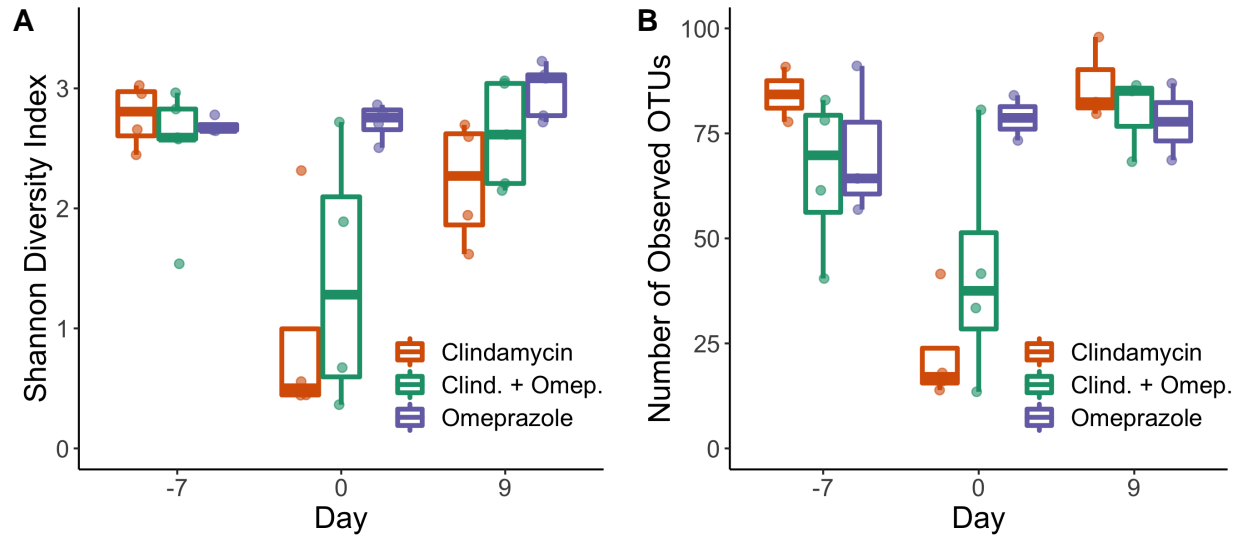 A
Shannon Diversity Index
3
2
1
0
-7
0
9
Day
Clindamycin
Clind. + Omep.
Omeprazole
B
Number of Observed OTUs
100
75
50
25
0
-7
0
9
Day
Clindamycin
Clind. + Omep.
Omeprazole